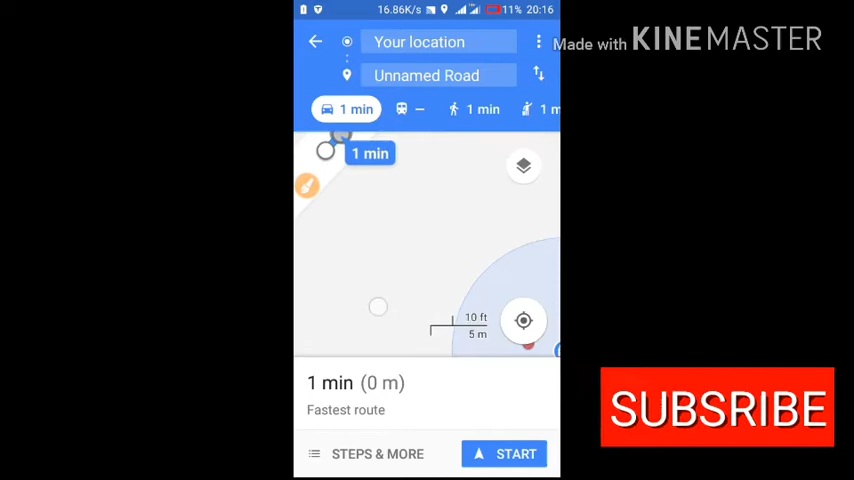 16.86K/s 11% 20:16
Your location
Made with KINEMASTER
Unnamed Road
1 min — 1 min 1 m
1 min
10 ft
5 m
1 min (0 m)
Fastest route
SUBSRIBE
STEPS & MORE START